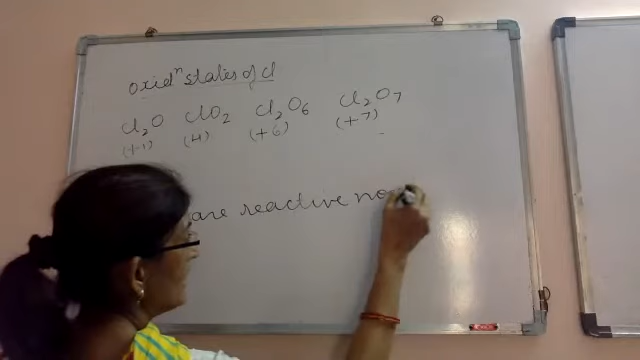 oxidⁿ states of Cl
Cl₂O ClO₂ Cl₂O₆ Cl₂O₇
(+1) (4) (+6) (+7)
are reactive no